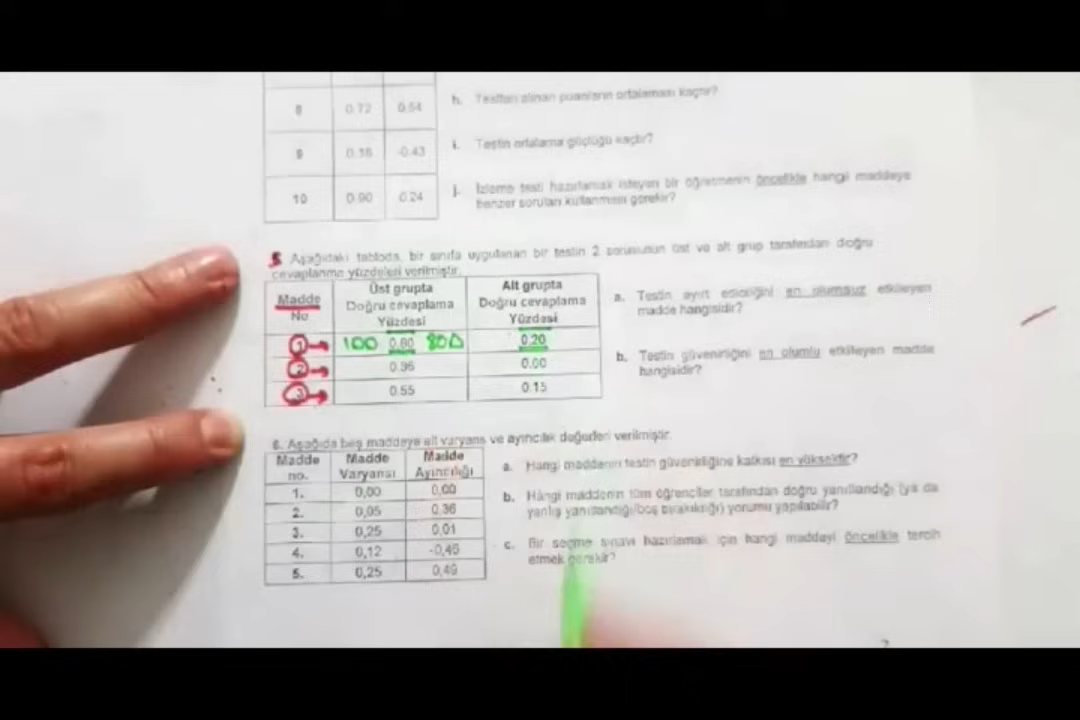 8 0.72 0.64
h. Testten alınan puanların ortalaması kaçtır?
9 0.38 -0.43
i. Testin ortalama güçlüğü kaçtır?
10 0.90 0.24
j. İzleme testi hazırlamak isteyen bir öğretmenin öncelikle hangi maddeye
benzer soruları kullanması gerekir?
5 Aşağıdaki tabloda, bir sınıfa uygulanan bir testin 2 sorusunun üst ve alt grup tarafından doğru
cevaplanma yüzdeleri verilmiştir.
Madde No Üst grupta Doğru cevaplama Yüzdesi Alt grupta Doğru cevaplama Yüzdesi
1 100 0.80 800 0.20
2 0.96 0.00
3 0.55 0.15
a. Testin ayırt ediciliğini en olumsuz etkileyen
madde hangisidir?
b. Testin güvenirliğini en olumlu etkileyen madde
hangisidir?
6. Aşağıda beş maddeye ait varyans ve ayırıcılık değerleri verilmiştir.
Madde no. Madde Varyansı Madde Ayırıcılığı
1. 0,00 0,00
2. 0,05 0,36
3. 0,25 0,01
4. 0,12 -0,45
5. 0,25 0,49
a. Hangi maddenin testin güvenirliğine katkısı en yüksektir?
b. Hangi maddenin tüm öğrenciler tarafından doğru yanıtlandığı (ya da
yanlış yanıtlandığı/boş bırakıldığı) yorumu yapılabilir?
c. Bir seçme sınavı hazırlamak için hangi maddeyi öncelikle tercih
etmek gerekir?